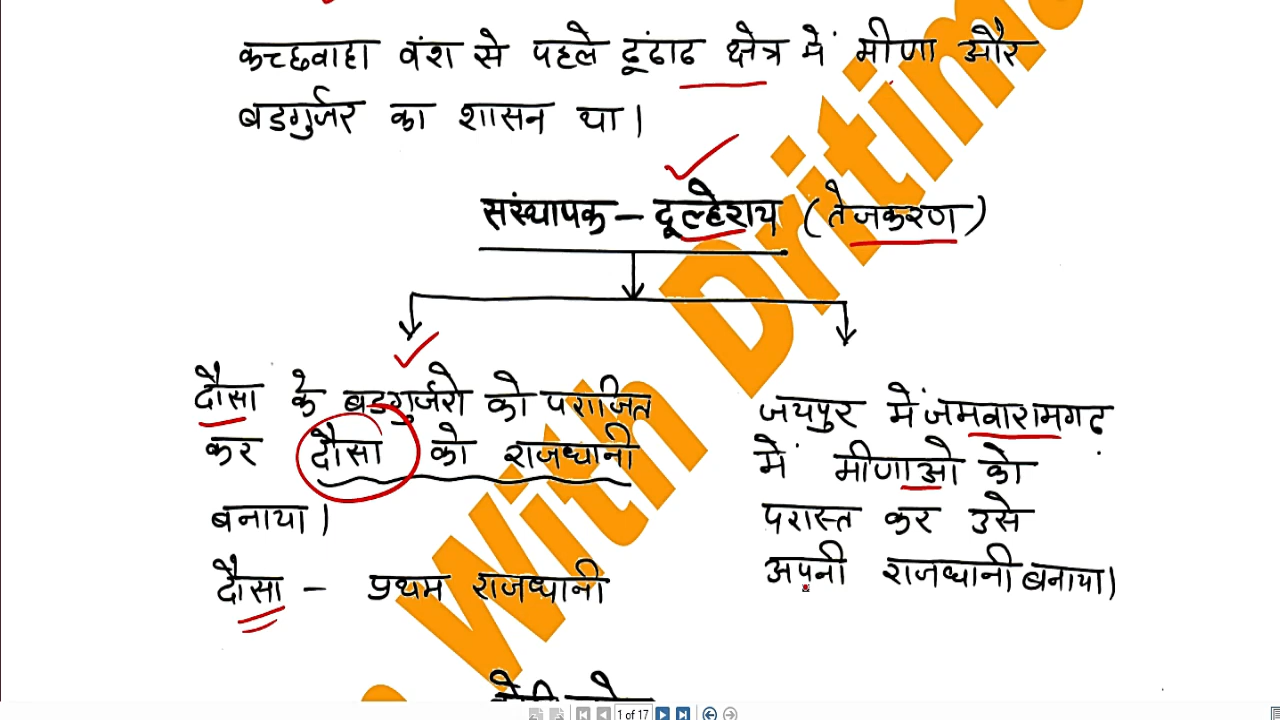 कच्छवाहा वंश से पहले ढूंढाढ क्षेत्र में मीणा और
बडगुर्जर का शासन था।
संस्थापक – दूल्हेराय (तेजकरण)
दौसा के बडगुर्जरो को पराजित
कर दौसा को राजधानी
बनाया।
दौसा – प्रथम राजधानी
जयपुर में जमवारामगढ
में मीणाओ को
परास्त कर उसे
अपनी राजधानी बनाया।
With Dritima
1 of 17